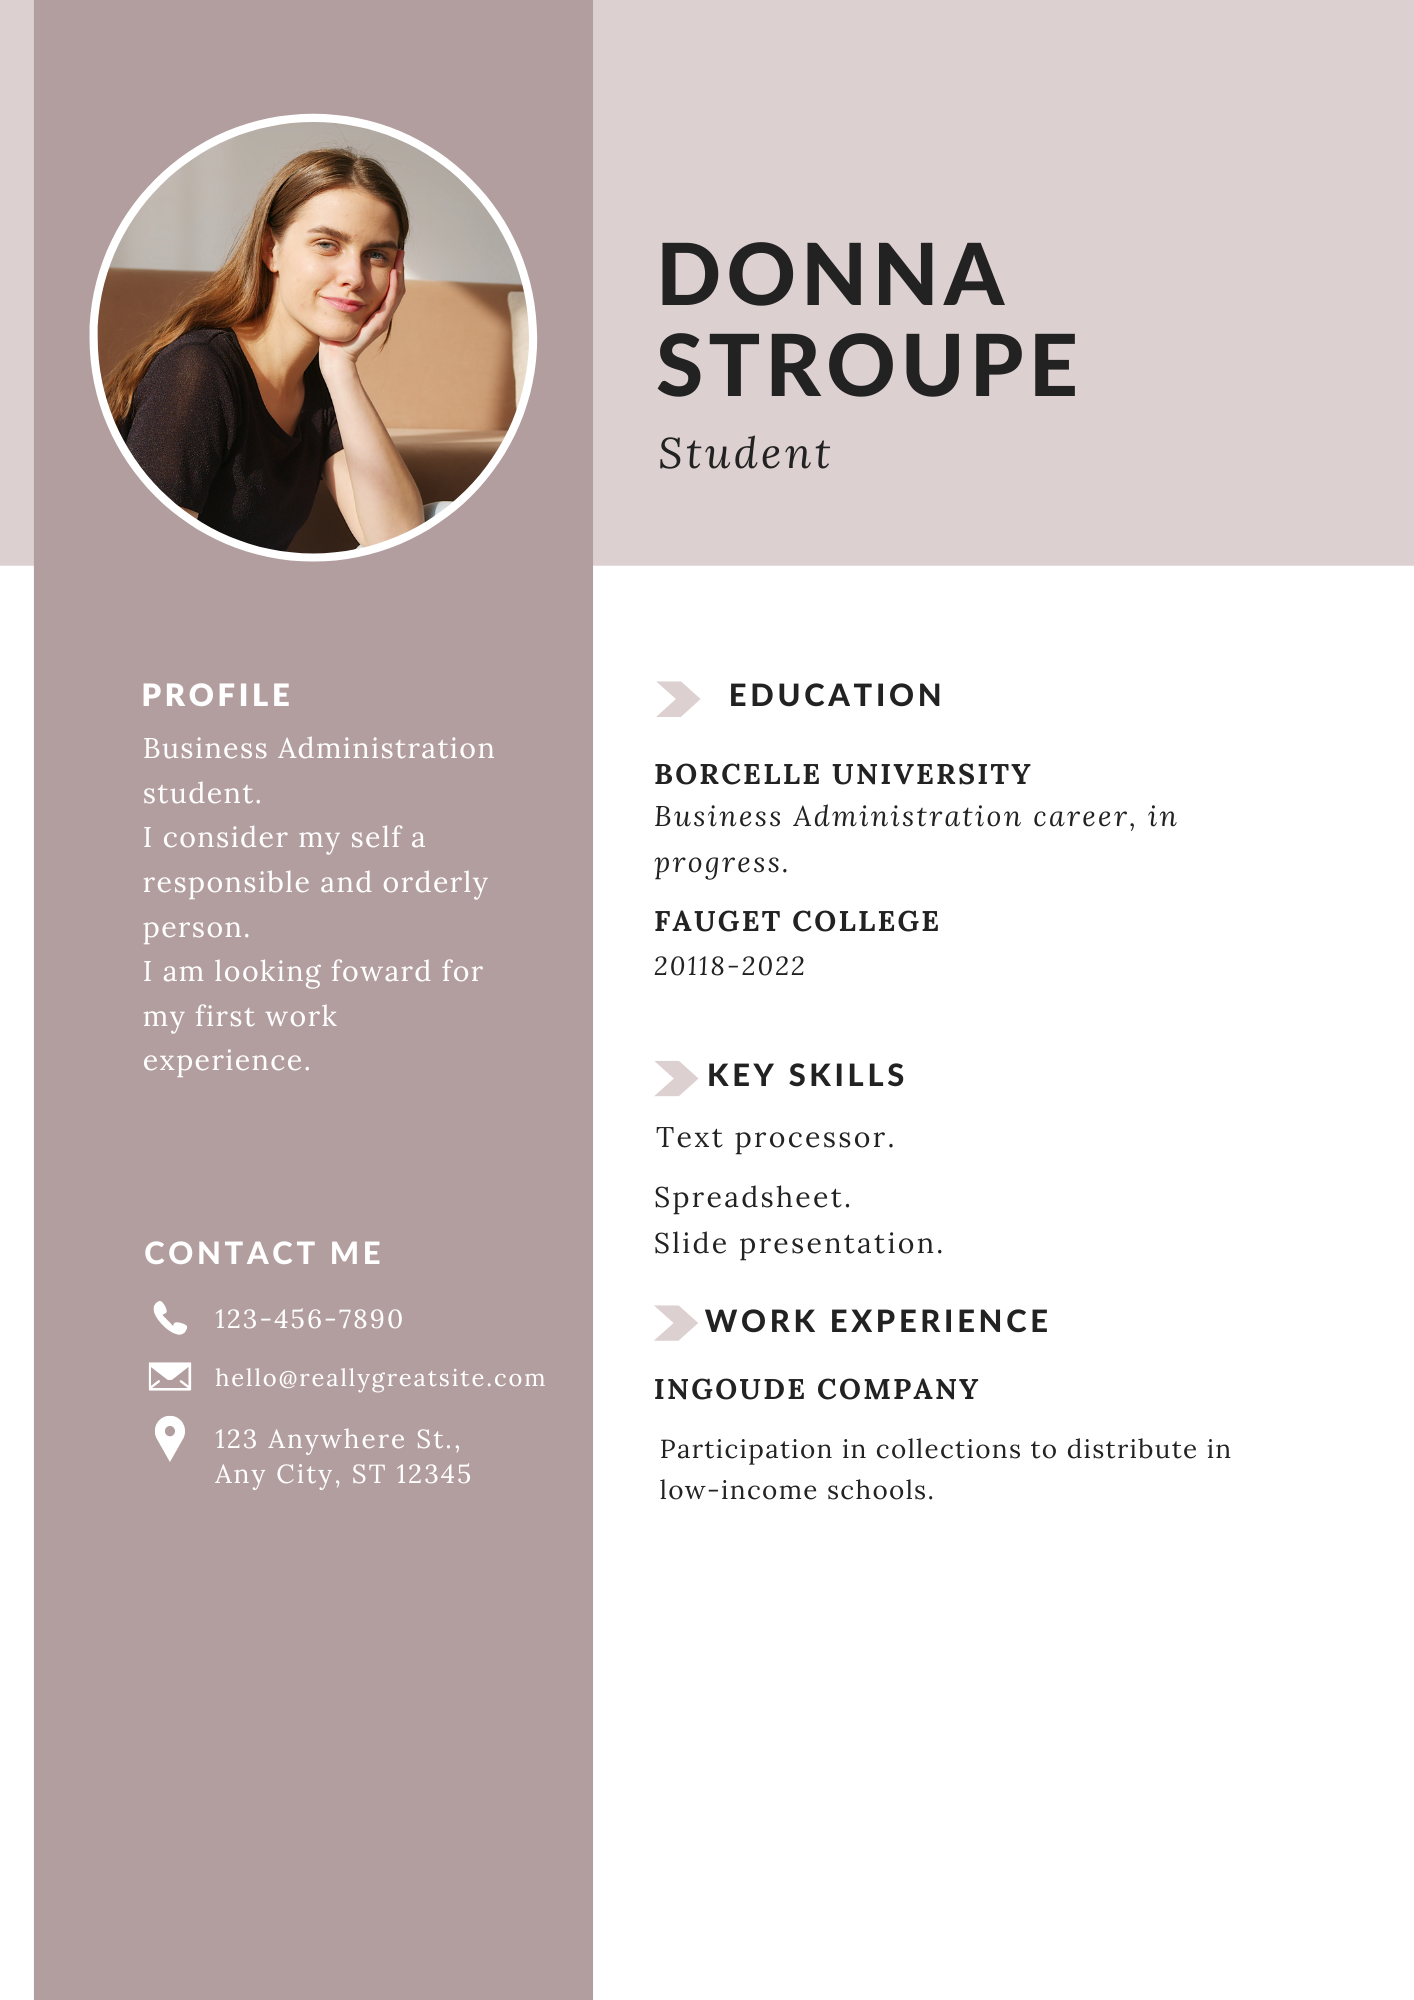 DONNA
STROUPE
Student
PROFILE
Business Administration
student.
I consider my self a
responsible and orderly
person.
I am looking foward for
my first work
experience.
CONTACT ME
123-456-7890
hello@reallygreatsite.com
123 Anywhere St.,
Any City, ST 12345
EDUCATION
BORCELLE UNIVERSITY
Business Administration career, in
progress.
FAUGET COLLEGE
20118-2022
KEY SKILLS
Text processor.
Spreadsheet.
Slide presentation.
WORK EXPERIENCE
INGOUDE COMPANY
Participation in collections to distribute in
low-income schools.